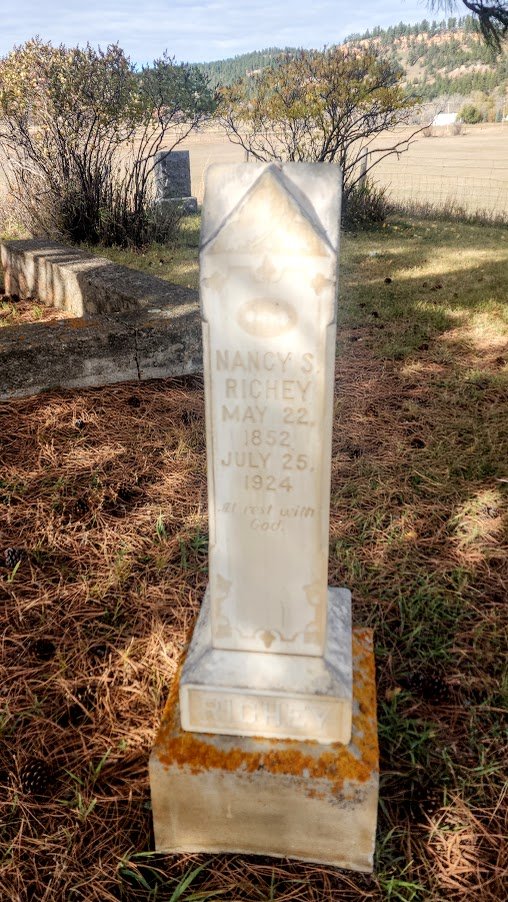 NANCY S.
RICHEY
MAY 22,
1852
JULY 25,
1924
At rest with
God.
RICHEY